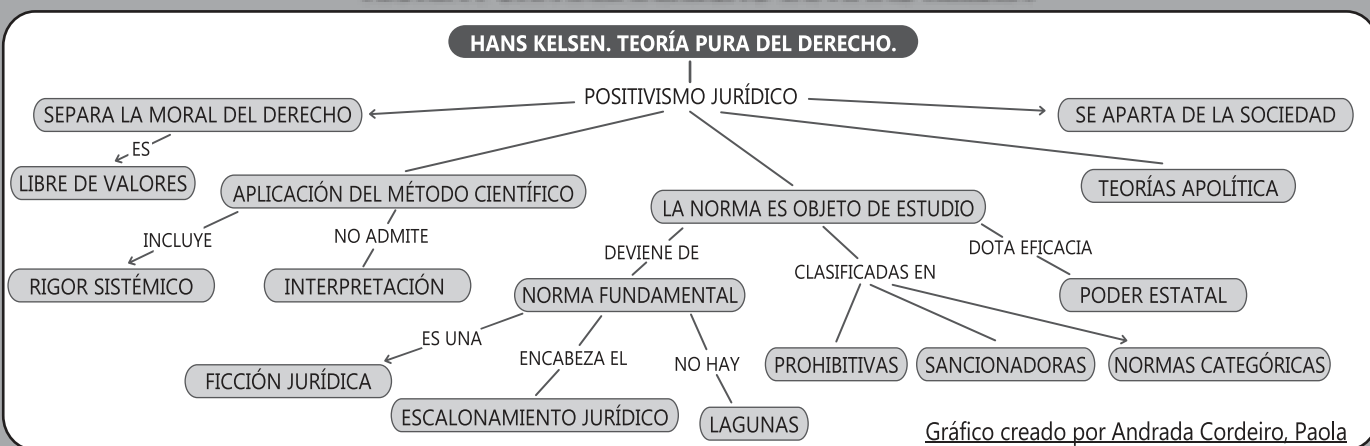 HANS KELSEN. TEORÍA PURA DEL DERECHO.
POSITIVISMO JURÍDICO
SEPARA LA MORAL DEL DERECHO
SE APARTA DE LA SOCIEDAD
ES
LIBRE DE VALORES
APLICACIÓN DEL MÉTODO CIENTÍFICO
TEORÍAS APOLÍTICA
LA NORMA ES OBJETO DE ESTUDIO
INCLUYE
NO ADMITE
DEVIENE DE
DOTA EFICACIA
CLASIFICADAS EN
RIGOR SISTÉMICO
INTERPRETACIÓN
NORMA FUNDAMENTAL
PODER ESTATAL
ES UNA
ENCABEZA EL
NO HAY
PROHIBITIVAS
SANCIONADORAS
NORMAS CATEGÓRICAS
FICCIÓN JURÍDICA
ESCALONAMIENTO JURÍDICO
LAGUNAS
Gráfico creado por Andrada Cordeiro, Paola